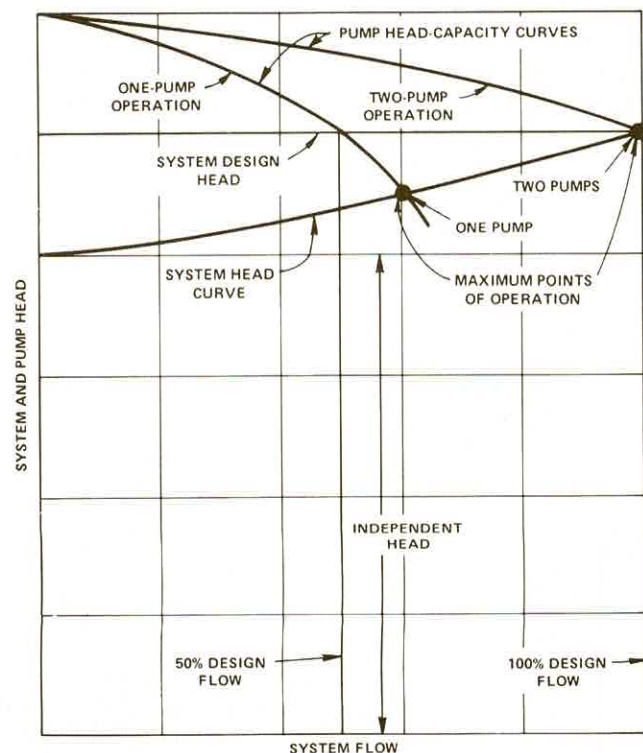 PUMP HEAD-CAPACITY CURVES
ONE-PUMP
OPERATION
TWO-PUMP
OPERATION
SYSTEM DESIGN
HEAD
TWO PUMPS
ONE PUMP
SYSTEM HEAD
CURVE
MAXIMUM POINTS
OF OPERATION
SYSTEM AND PUMP HEAD
INDEPENDENT
HEAD
50% DESIGN
FLOW
100% DESIGN
FLOW
SYSTEM FLOW